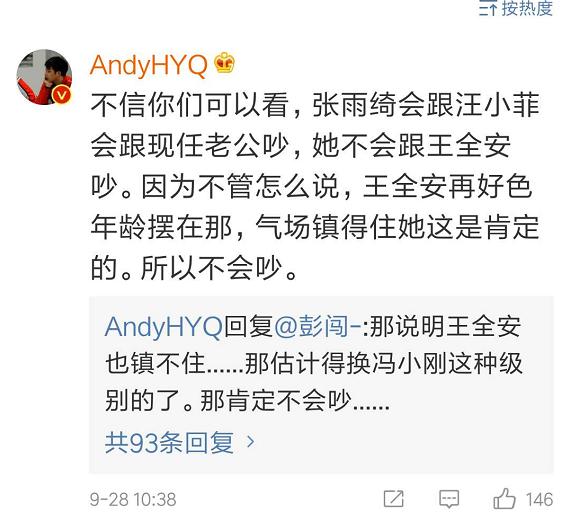 按热度
AndyHYQ
不信你们可以看，张雨绮会跟汪小菲
会跟现任老公吵，她不会跟王全安
吵。因为不管怎么说，王全安再好色
年龄摆在那，气场镇得住她这是肯定
的。所以不会吵。
AndyHYQ回复@彭闯-:那说明王全安
也镇不住......那估计得换冯小刚这种级
别的了。那肯定不会吵......
共93条回复 >
9-28 10:38
146